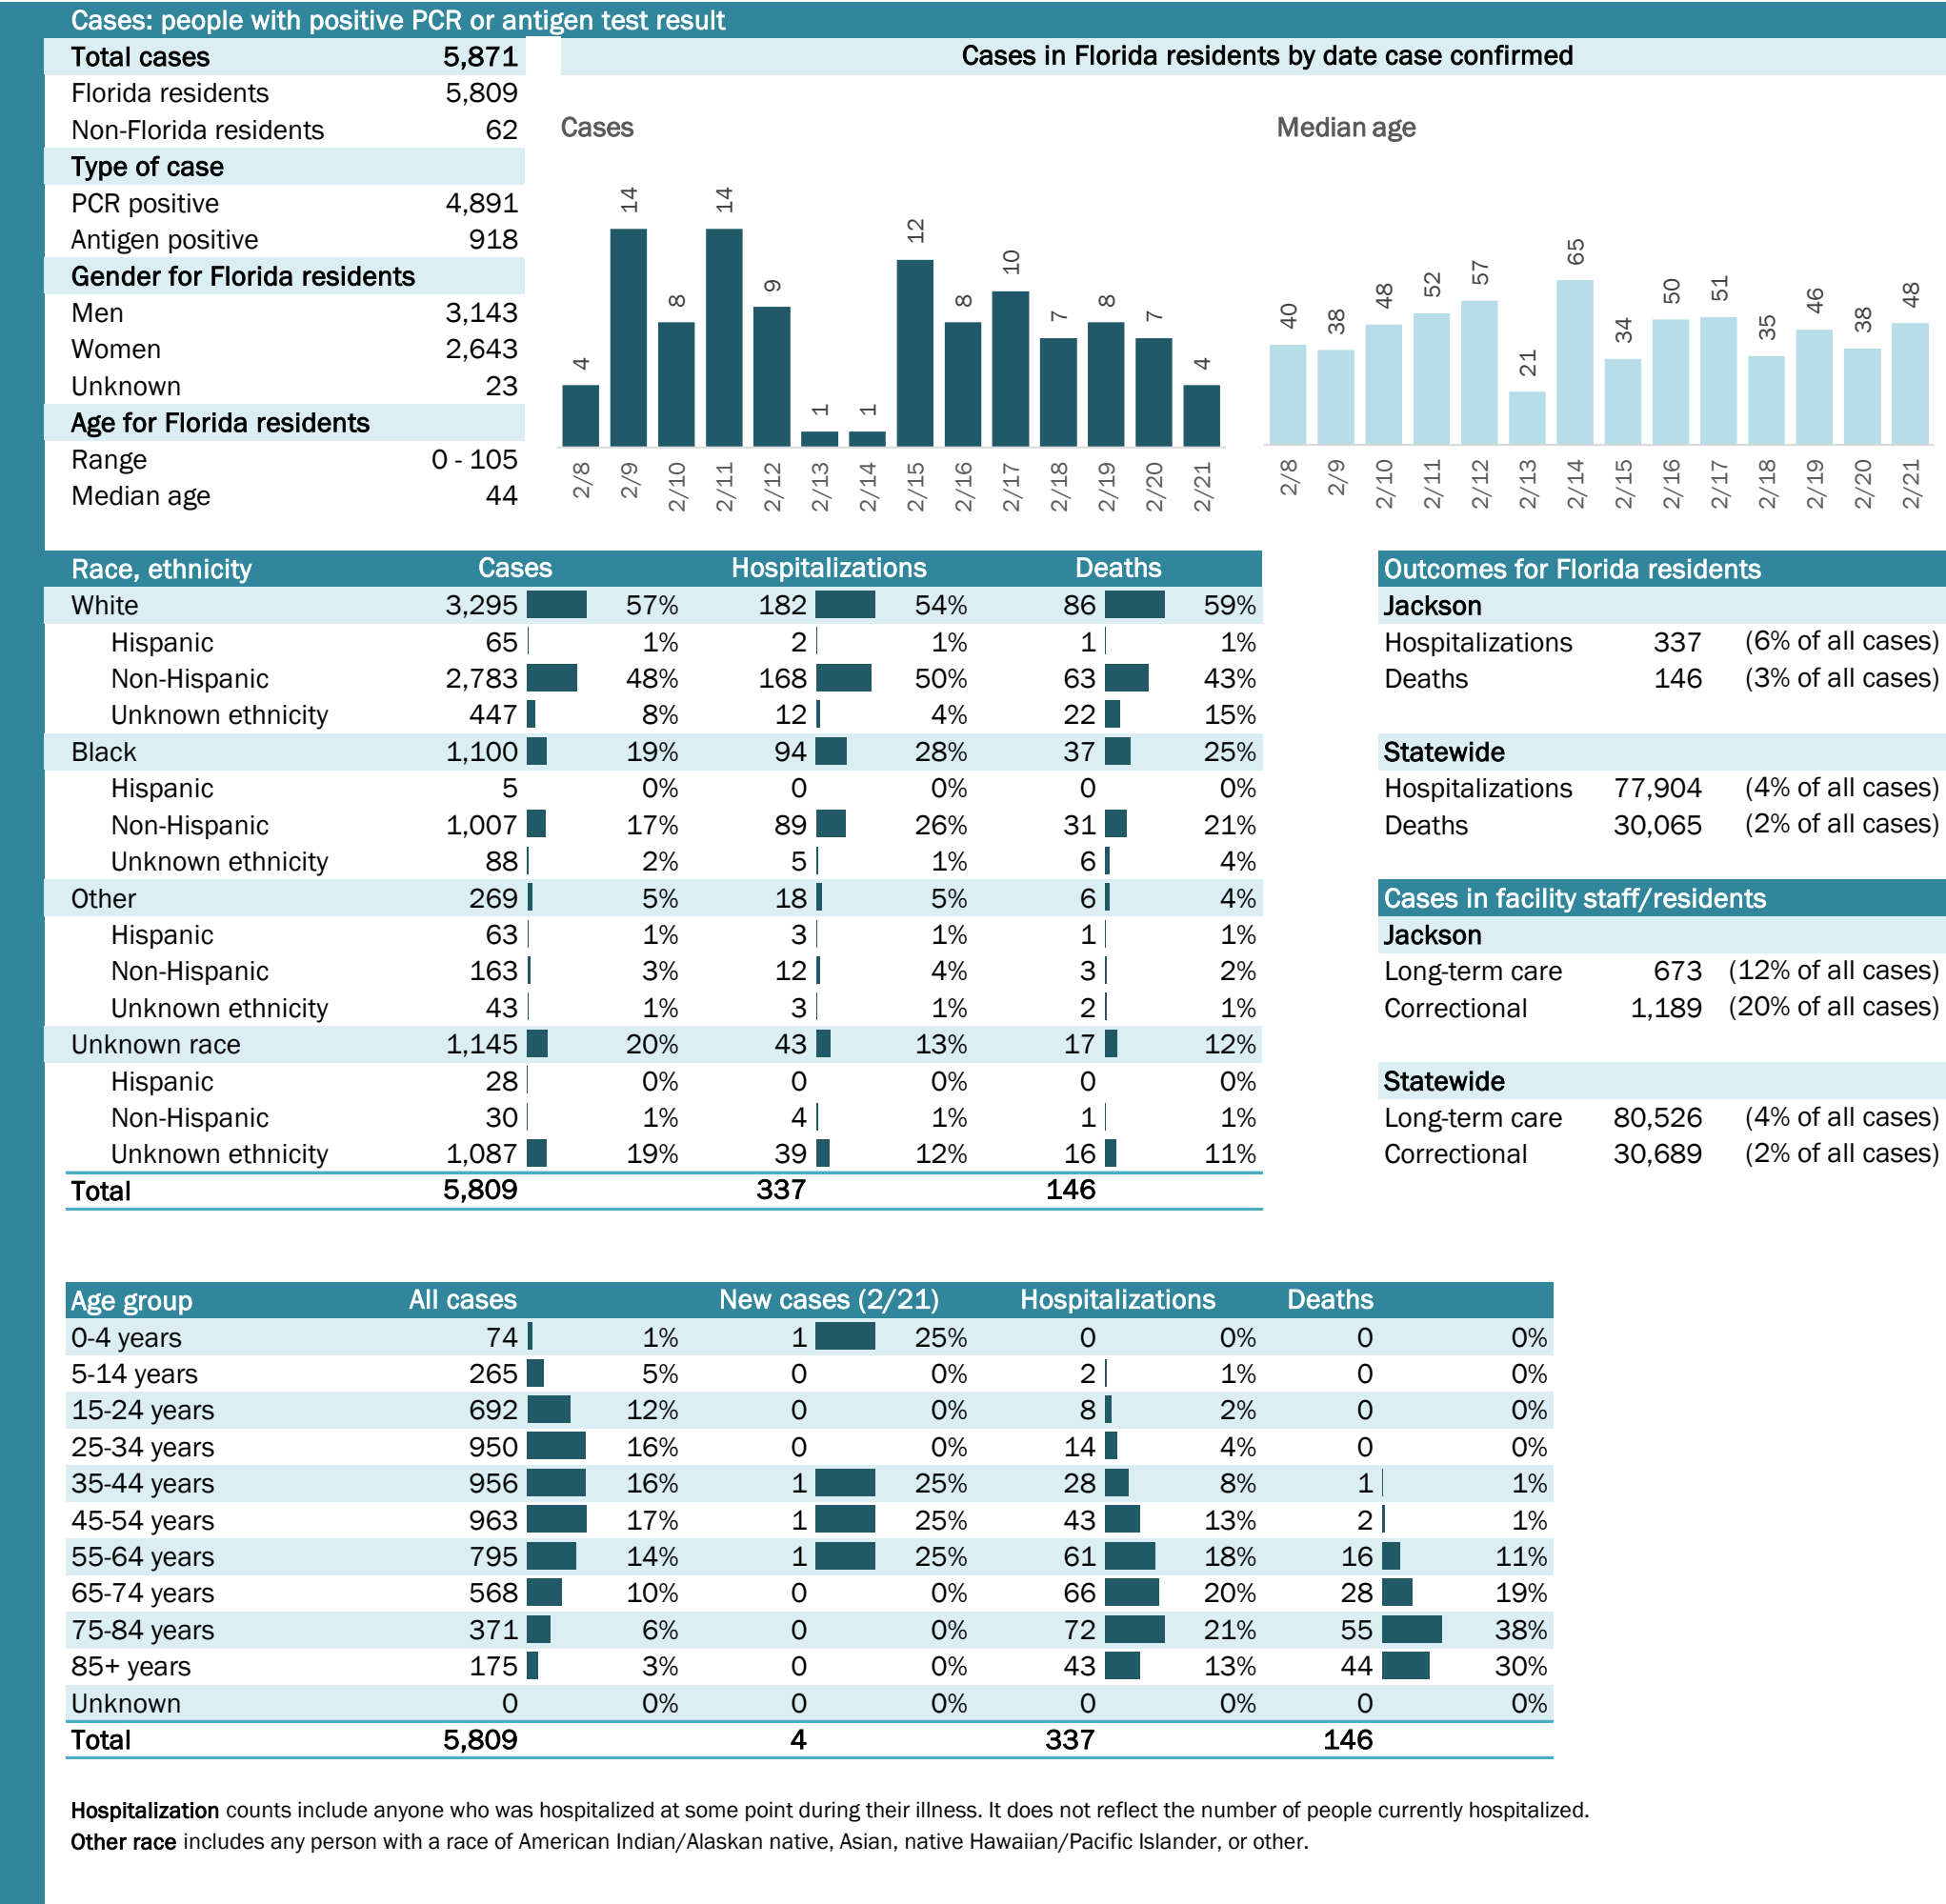 Cases: people with positive PCR or antigen test result
Total cases 5,871
Florida residents 5,809
Non-Florida residents 62
Type of case
PCR positive 4,891
Antigen positive 918
Gender for Florida residents
Men 3,143
Women 2,643
Unknown 23
Age for Florida residents
Range 0 - 105
Median age 44
Cases in Florida residents by date case confirmed
Cases
4 14 8 14 9 1 1 12 8 10 7 8 7 4
2/8 2/9 2/10 2/11 2/12 2/13 2/14 2/15 2/16 2/17 2/18 2/19 2/20 2/21
Median age
40 38 48 52 57 21 65 34 50 51 35 46 38 48
2/8 2/9 2/10 2/11 2/12 2/13 2/14 2/15 2/16 2/17 2/18 2/19 2/20 2/21
Race, ethnicity Cases Hospitalizations Deaths
White 3,295 57% 182 54% 86 59%
Hispanic 65 1% 2 1% 1 1%
Non-Hispanic 2,783 48% 168 50% 63 43%
Unknown ethnicity 447 8% 12 4% 22 15%
Black 1,100 19% 94 28% 37 25%
Hispanic 5 0% 0 0% 0 0%
Non-Hispanic 1,007 17% 89 26% 31 21%
Unknown ethnicity 88 2% 5 1% 6 4%
Other 269 5% 18 5% 6 4%
Hispanic 63 1% 3 1% 1 1%
Non-Hispanic 163 3% 12 4% 3 2%
Unknown ethnicity 43 1% 3 1% 2 1%
Unknown race 1,145 20% 43 13% 17 12%
Hispanic 28 0% 0 0% 0 0%
Non-Hispanic 30 1% 4 1% 1 1%
Unknown ethnicity 1,087 19% 39 12% 16 11%
Total 5,809 337 146
Outcomes for Florida residents
Jackson
Hospitalizations 337 (6% of all cases)
Deaths 146 (3% of all cases)
Statewide
Hospitalizations 77,904 (4% of all cases)
Deaths 30,065 (2% of all cases)
Cases in facility staff/residents
Jackson
Long-term care 673 (12% of all cases)
Correctional 1,189 (20% of all cases)
Statewide
Long-term care 80,526 (4% of all cases)
Correctional 30,689 (2% of all cases)
Age group All cases New cases (2/21) Hospitalizations Deaths
0-4 years 74 1% 1 25% 0 0% 0 0%
5-14 years 265 5% 0 0% 2 1% 0 0%
15-24 years 692 12% 0 0% 8 2% 0 0%
25-34 years 950 16% 0 0% 14 4% 0 0%
35-44 years 956 16% 1 25% 28 8% 1 1%
45-54 years 963 17% 1 25% 43 13% 2 1%
55-64 years 795 14% 1 25% 61 18% 16 11%
65-74 years 568 10% 0 0% 66 20% 28 19%
75-84 years 371 6% 0 0% 72 21% 55 38%
85+ years 175 3% 0 0% 43 13% 44 30%
Unknown 0 0% 0 0% 0 0% 0 0%
Total 5,809 4 337 146
Hospitalization counts include anyone who was hospitalized at some point during their illness. It does not reflect the number of people currently hospitalized.
Other race includes any person with a race of American Indian/Alaskan native, Asian, native Hawaiian/Pacific Islander, or other.